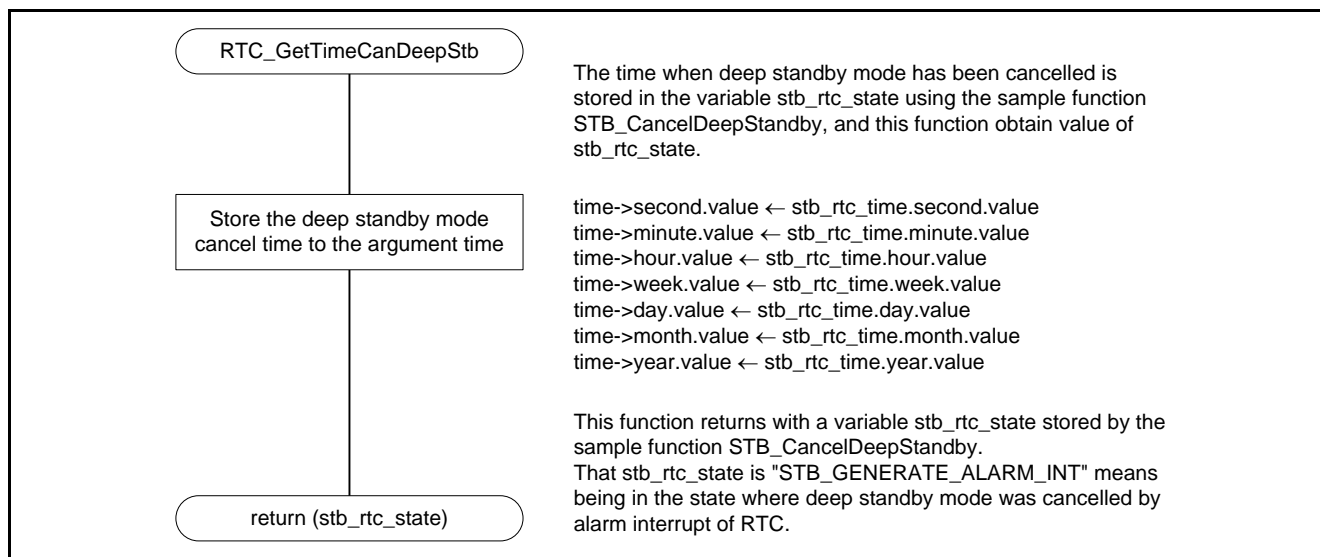 RTC_GetTimeCanDeepStb
The time when deep standby mode has been cancelled is
stored in the variable stb_rtc_state using the sample function
STB_CancelDeepStandby, and this function obtain value of
stb_rtc_state.
Store the deep standby mode
cancel time to the argument time
time->second.value ← stb_rtc_time.second.value
time->minute.value ← stb_rtc_time.minute.value
time->hour.value ← stb_rtc_time.hour.value
time->week.value ← stb_rtc_time.week.value
time->day.value ← stb_rtc_time.day.value
time->month.value ← stb_rtc_time.month.value
time->year.value ← stb_rtc_time.year.value
This function returns with a variable stb_rtc_state stored by the
sample function STB_CancelDeepStandby.
That stb_rtc_state is "STB_GENERATE_ALARM_INT" means
being in the state where deep standby mode was cancelled by
alarm interrupt of RTC.
return (stb_rtc_state)